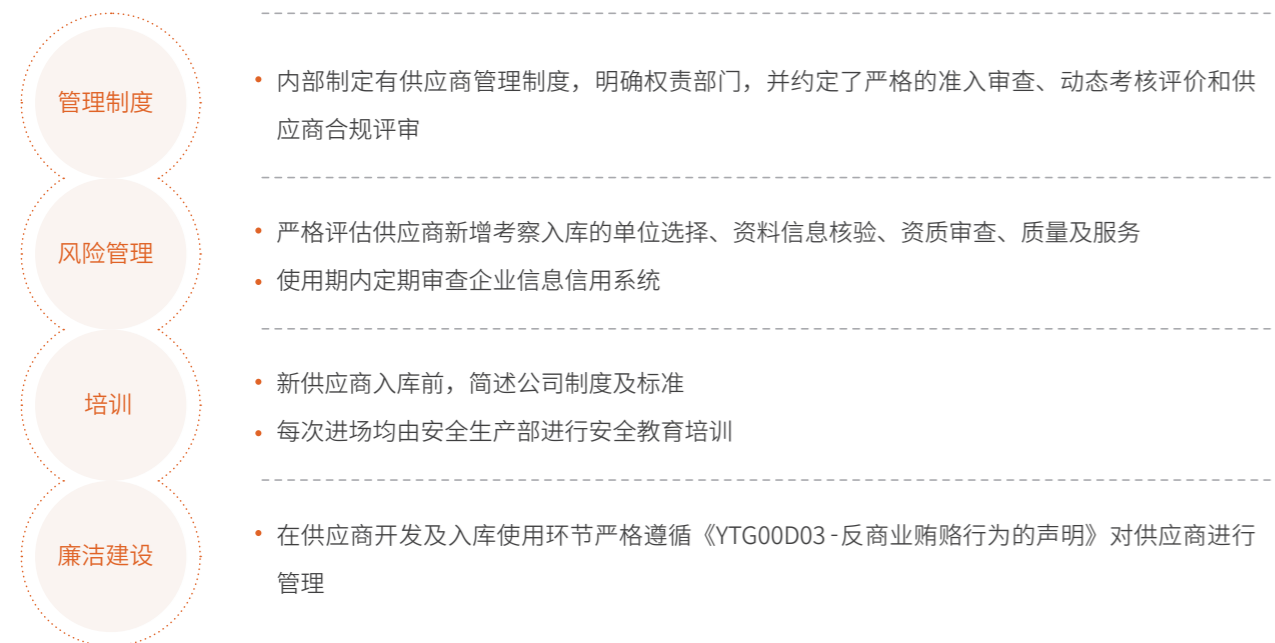 管理制度
• 内部制定有供应商管理制度，明确权责部门，并约定了严格的准入审查、动态考核评价和供
应商合规评审
风险管理
• 严格评估供应商新增考察入库的单位选择、资料信息核验、资质审查、质量及服务
• 使用期内定期审查企业信息信用系统
培训
• 新供应商入库前，简述公司制度及标准
• 每次进场均由安全生产部进行安全教育培训
廉洁建设
• 在供应商开发及入库使用环节严格遵循《YTG00D03-反商业贿赂行为的声明》对供应商进行
管理